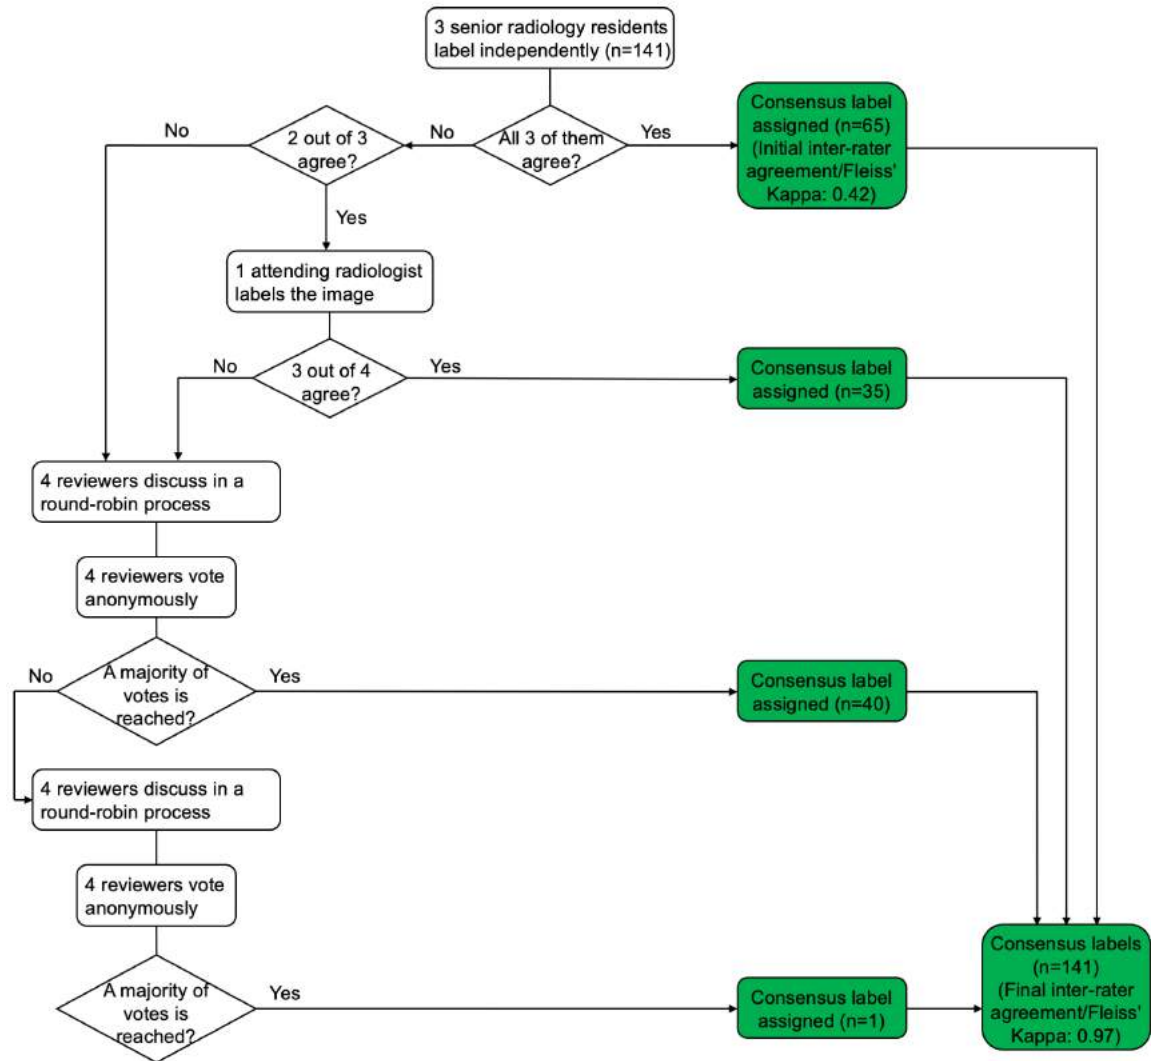 3 senior radiology residents
label independently (n=141)
No
2 out of 3
agree?
No
All 3 of them
agree?
Yes
Consensus label
assigned (n=65)
(Initial inter-rater
agreement/Fleiss'
Kappa: 0.42)
Yes
1 attending radiologist
labels the image
No
3 out of 4
agree?
Yes
Consensus label
assigned (n=35)
4 reviewers discuss in a
round-robin process
4 reviewers vote
anonymously
No
A majority of
votes is
reached?
Yes
Consensus label
assigned (n=40)
4 reviewers discuss in a
round-robin process
4 reviewers vote
anonymously
A majority of
votes is
reached?
Yes
Consensus label
assigned (n=1)
Consensus labels
(n=141)
(Final inter-rater
agreement/Fleiss'
Kappa: 0.97)